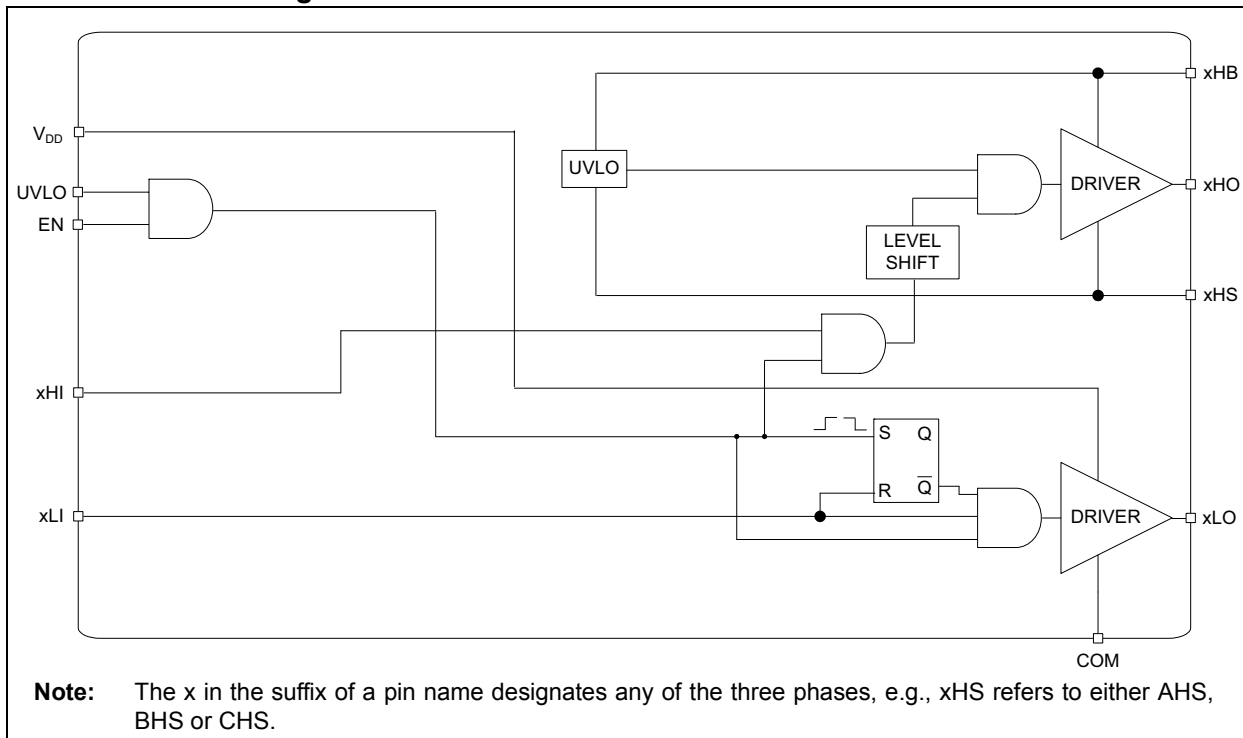 xHB
V_DD
UVLO
EN
UVLO
DRIVER
xHO
LEVEL
SHIFT
xHS
xHI
S Q
R Q̅
xLI
DRIVER
xLO
COM
Note: The x in the suffix of a pin name designates any of the three phases, e.g., xHS refers to either AHS,
BHS or CHS.